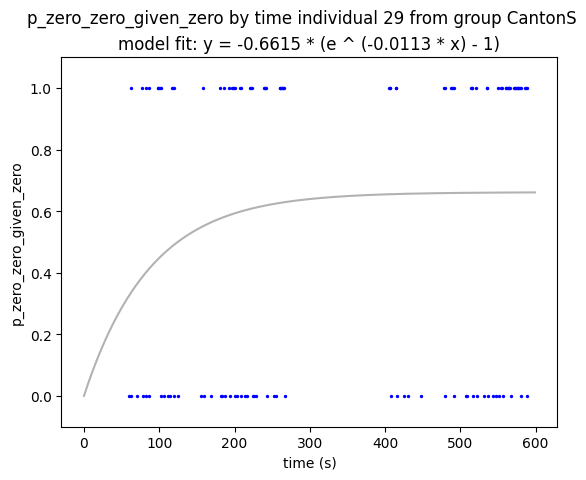 p_zero_zero_given_zero by time individual 29 from group CantonS
model fit: y = -0.6615 * (e ^ (-0.0113 * x) - 1)
p_zero_zero_given_zero
1.0
0.8
0.6
0.4
0.2
0.0
0 100 200 300 400 500 600
time (s)